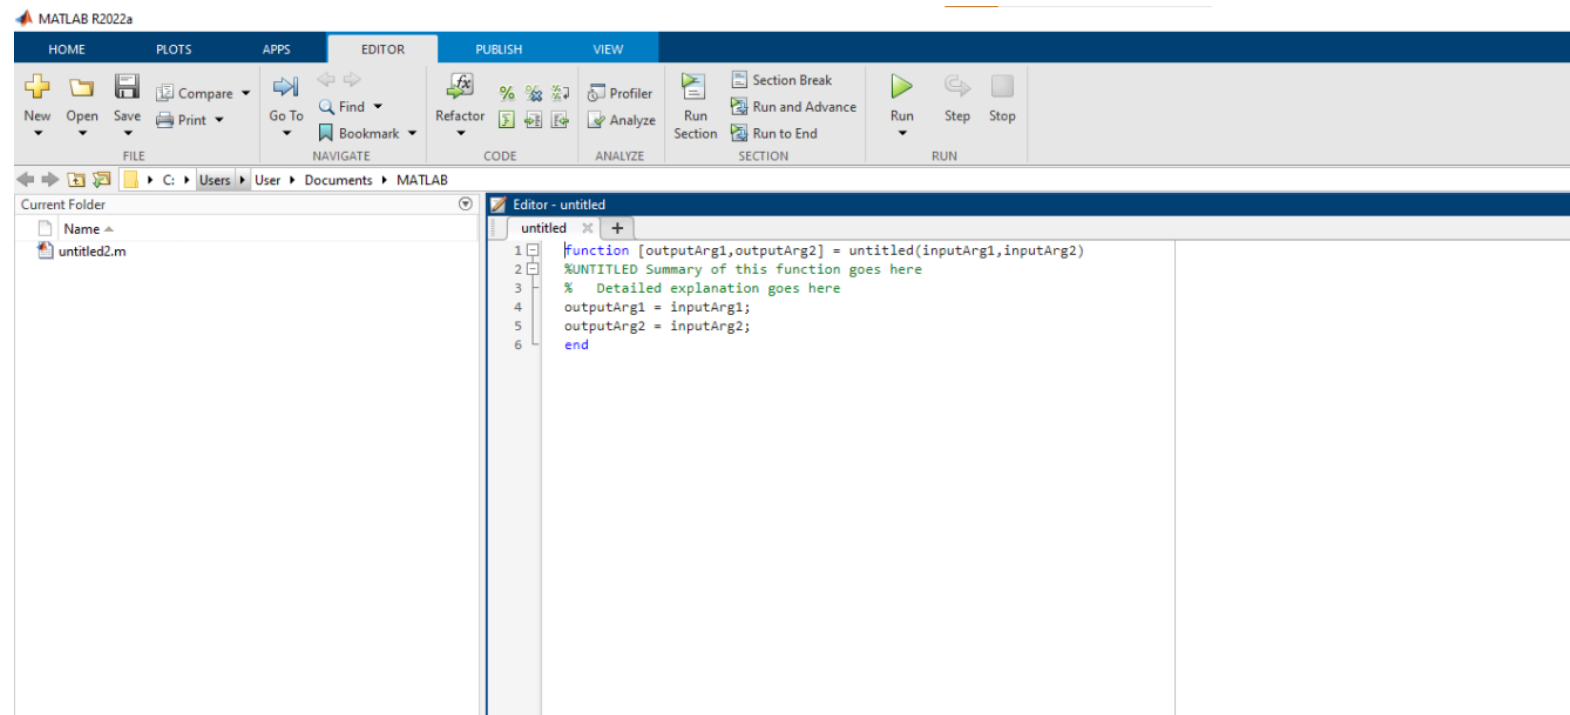 MATLAB R2022a
HOME PLOTS APPS EDITOR PUBLISH VIEW
New Open Save Compare Print
FILE
Go To Find Bookmark
NAVIGATE
Refactor
CODE
Profiler
Analyze
ANALYZE
Run Section
Section Break
Run and Advance
Run to End
SECTION
Run Step Stop
RUN
C: Users User Documents MATLAB
Current Folder
Name
untitled2.m
Editor - untitled
untitled
1 function [outputArg1,outputArg2] = untitled(inputArg1,inputArg2)
2 %UNTITLED Summary of this function goes here
3 %   Detailed explanation goes here
4 outputArg1 = inputArg1;
5 outputArg2 = inputArg2;
6 end